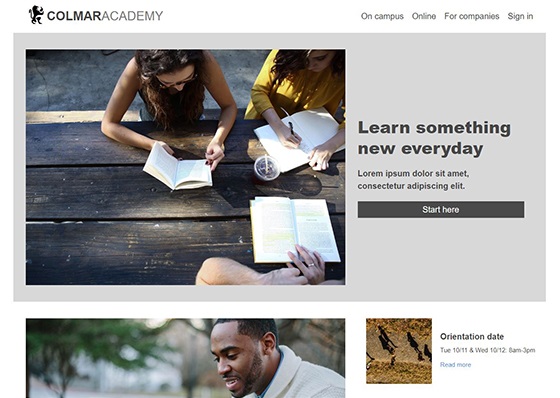 COLMARACADEMY
On campus Online For companies Sign in
Learn something
new everyday
Lorem ipsum dolor sit amet,
consectetur adipiscing elit.
Start here
Orientation date
Tue 10/11 & Wed 10/12: 8am-3pm
Read more